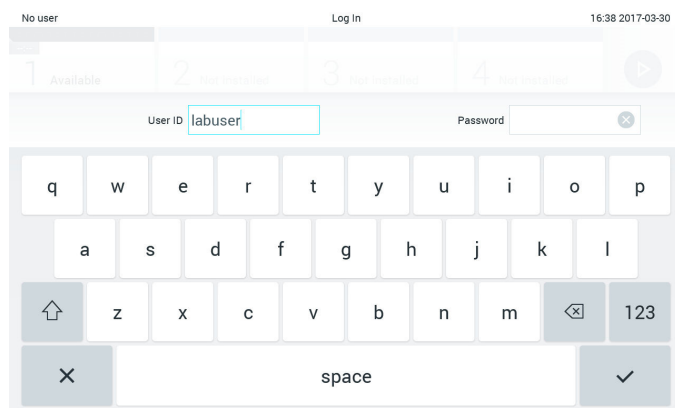 No user Log In 16:38 2017-03-30
1 Available 2 Not installed 3 Not installed 4 Not installed
User ID labuser Password
q w e r t y u i o p
a s d f g h j k l
z x c v b n m 123
space